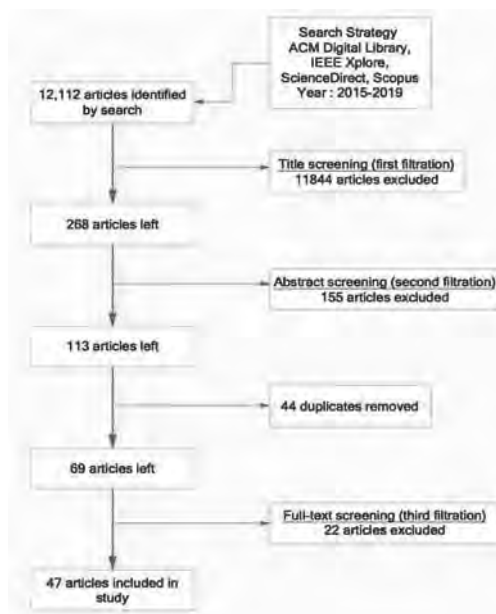 Search Strategy
ACM Digital Library,
IEEE Xplore,
ScienceDirect, Scopus
Year : 2015-2019
12,112 articles identified
by search
Title screening (first filtration)
11844 articles excluded
268 articles left
Abstract screening (second filtration)
155 articles excluded
113 articles left
44 duplicates removed
69 articles left
Full-text screening (third filtration)
22 articles excluded
47 articles included in
study